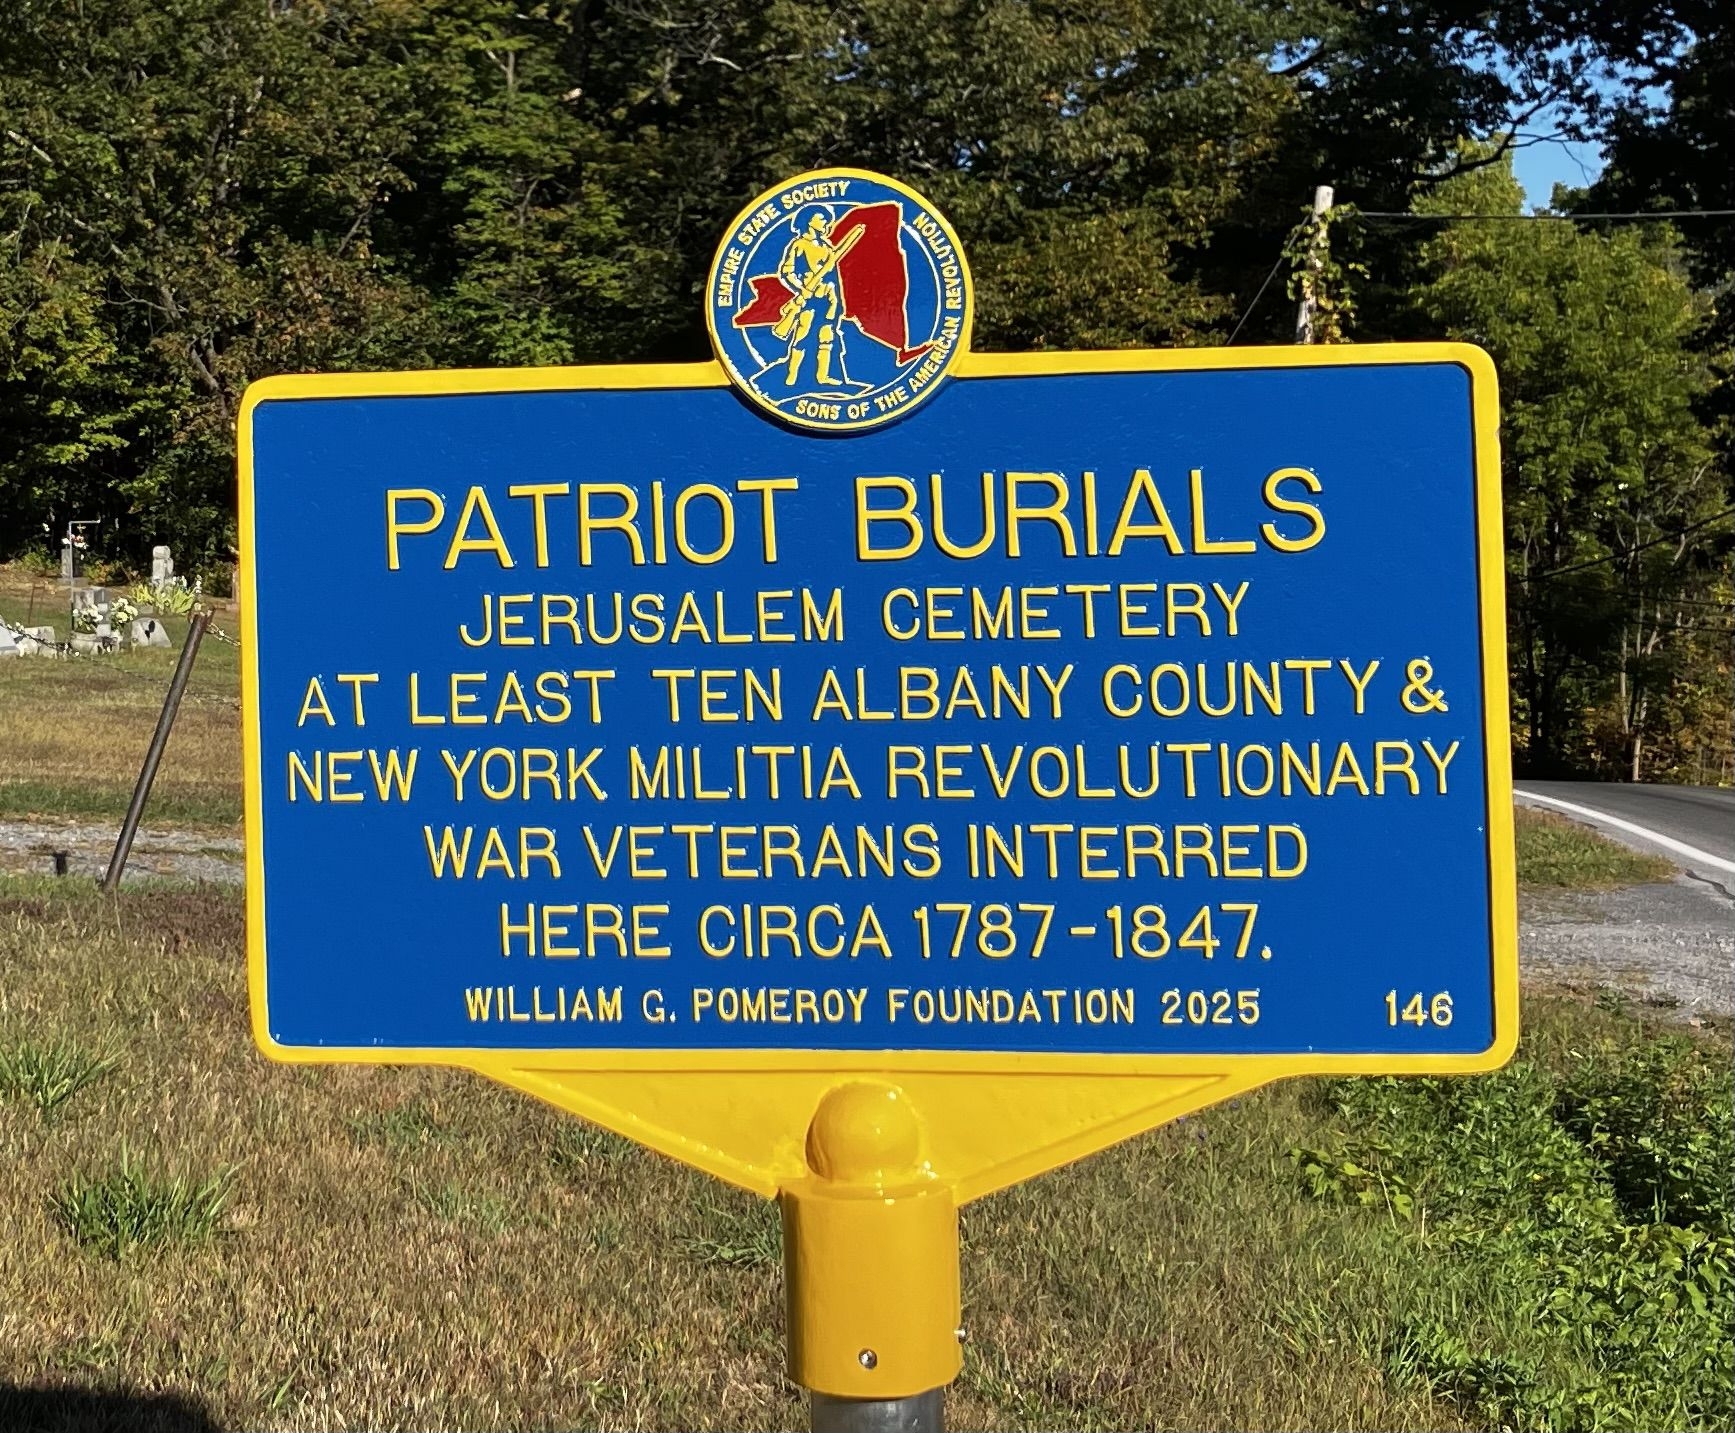 EMPIRE STATE SOCIETY
SONS OF THE AMERICAN REVOLUTION
PATRIOT BURIALS
JERUSALEM CEMETERY
AT LEAST TEN ALBANY COUNTY &
NEW YORK MILITIA REVOLUTIONARY
WAR VETERANS INTERRED
HERE CIRCA 1787-1847.
WILLIAM G. POMEROY FOUNDATION 2025 146